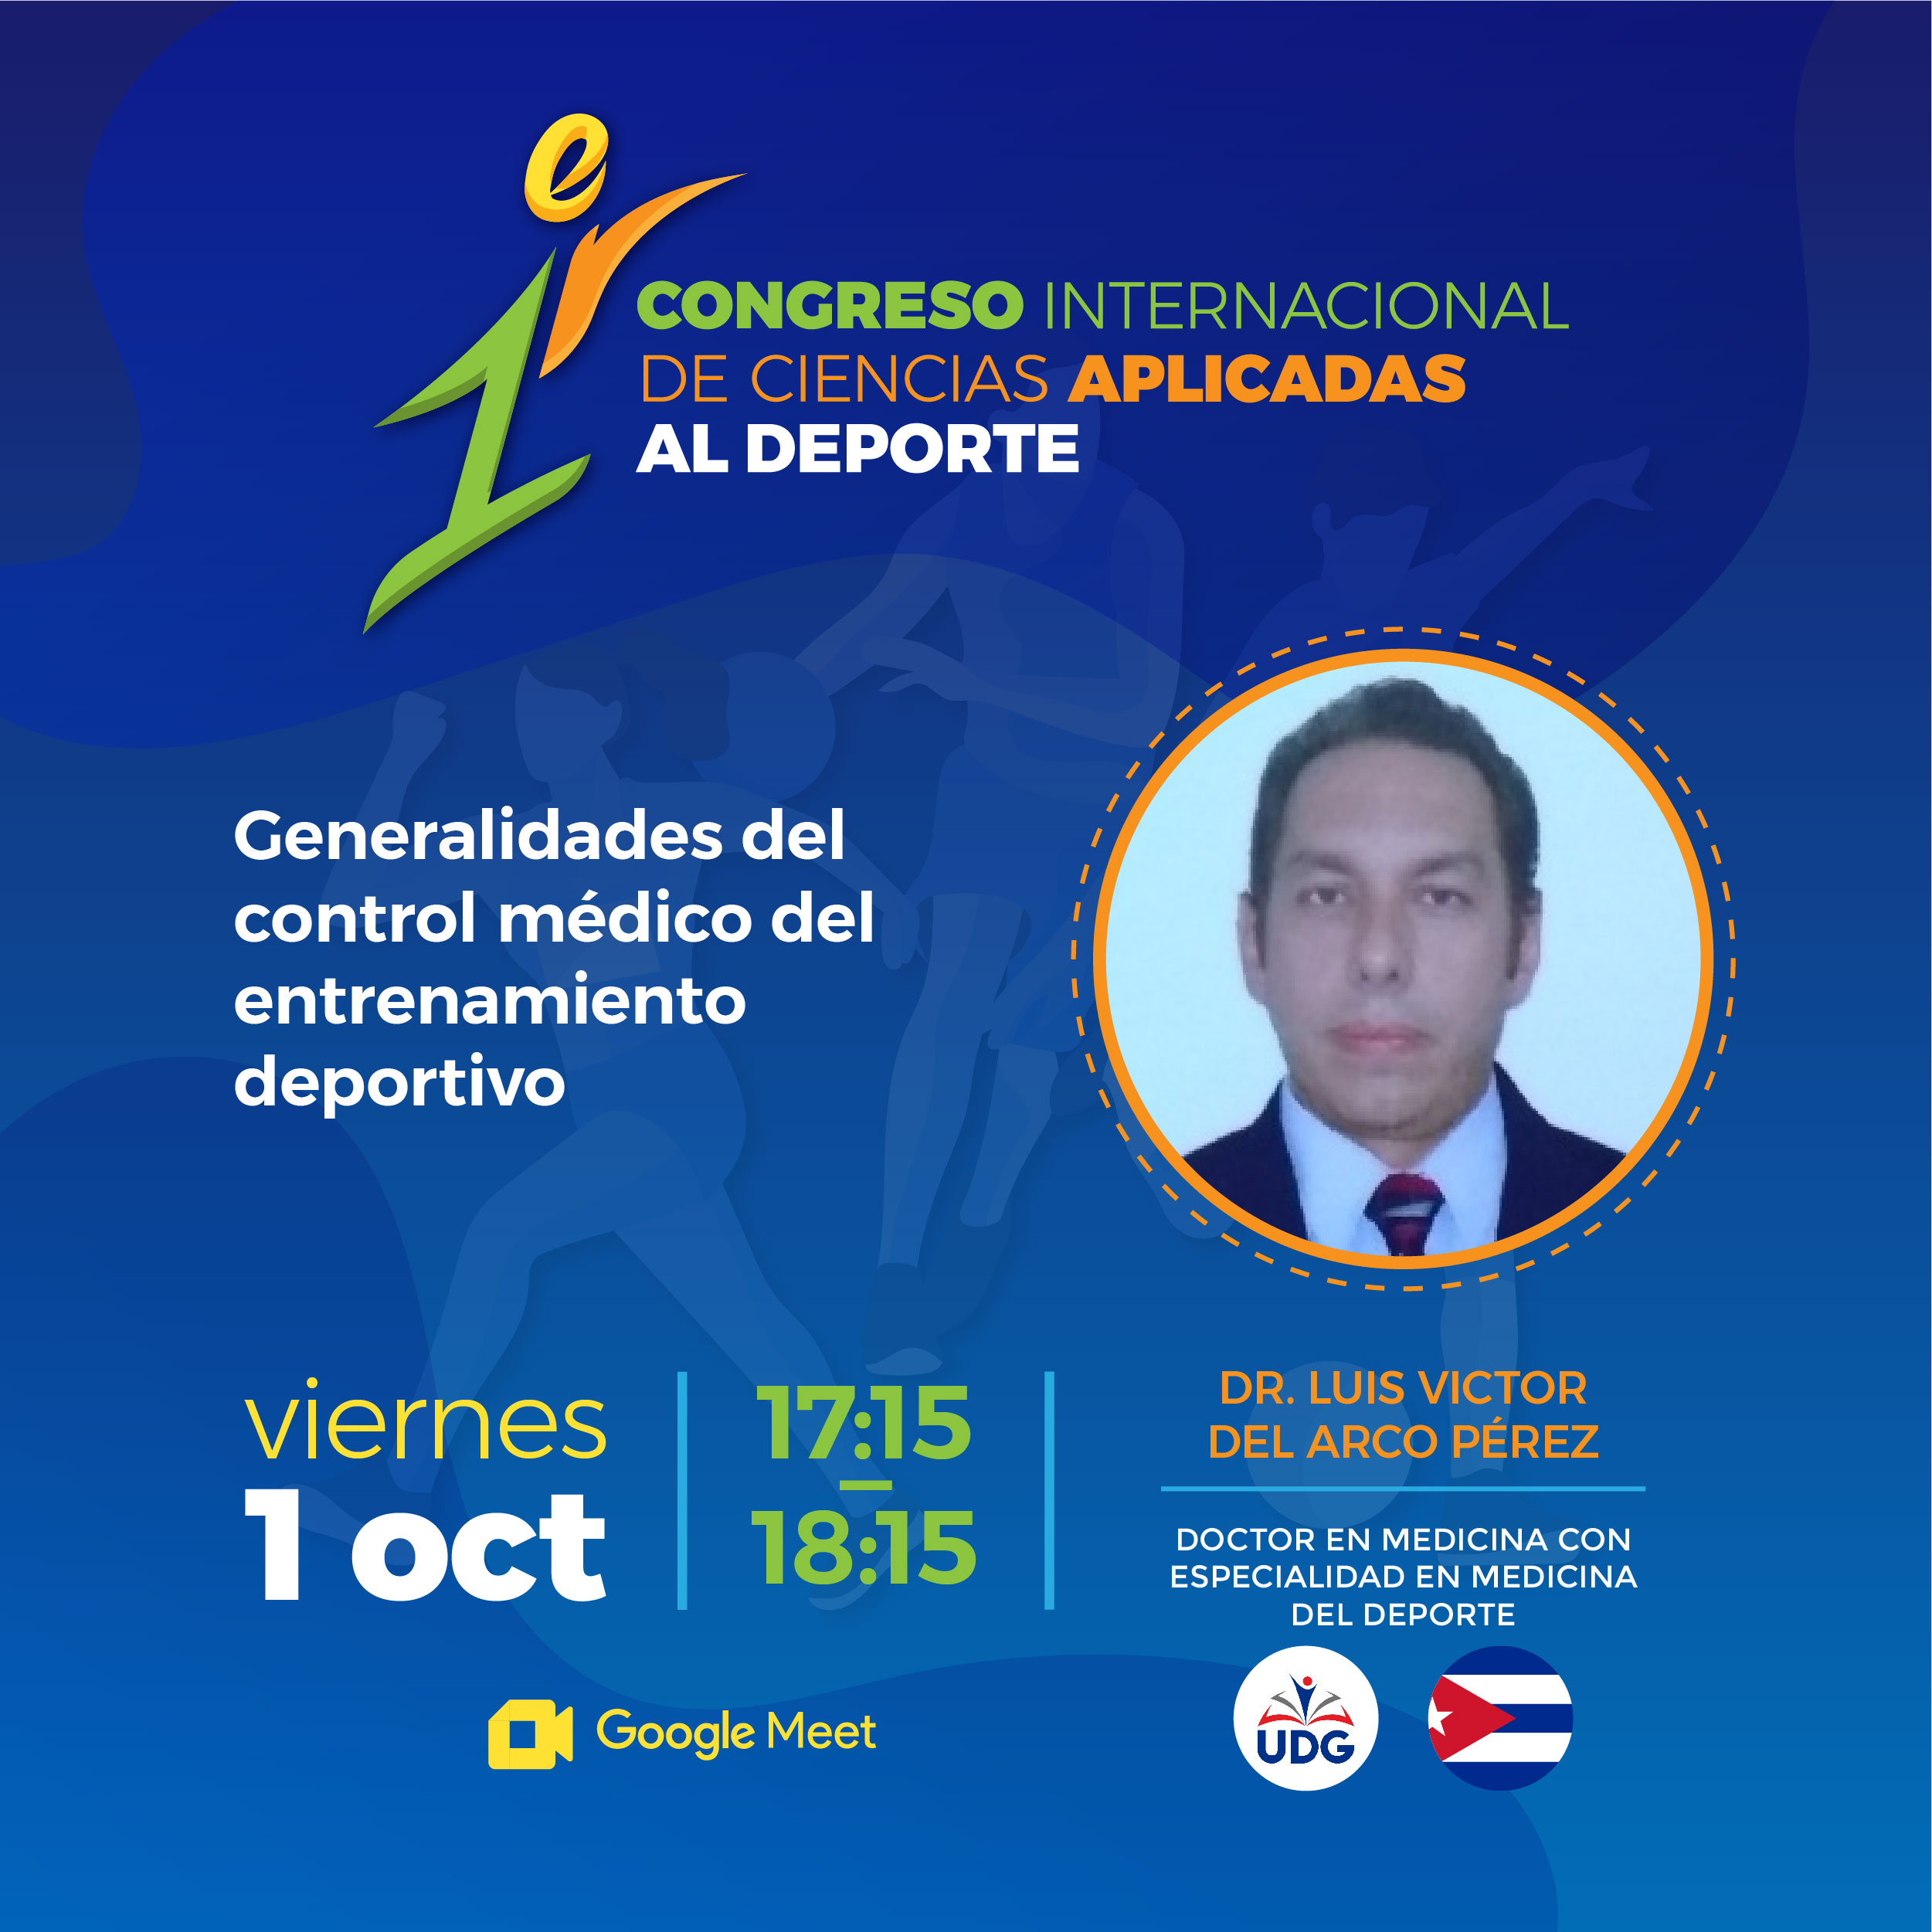 1er
CONGRESO INTERNACIONAL
DE CIENCIAS APLICADAS
AL DEPORTE
Generalidades del
control médico del
entrenamiento
deportivo
viernes
1 oct
17:15
—
18:15
DR. LUIS VICTOR
DEL ARCO PÉREZ
DOCTOR EN MEDICINA CON
ESPECIALIDAD EN MEDICINA
DEL DEPORTE
UDG
Google Meet